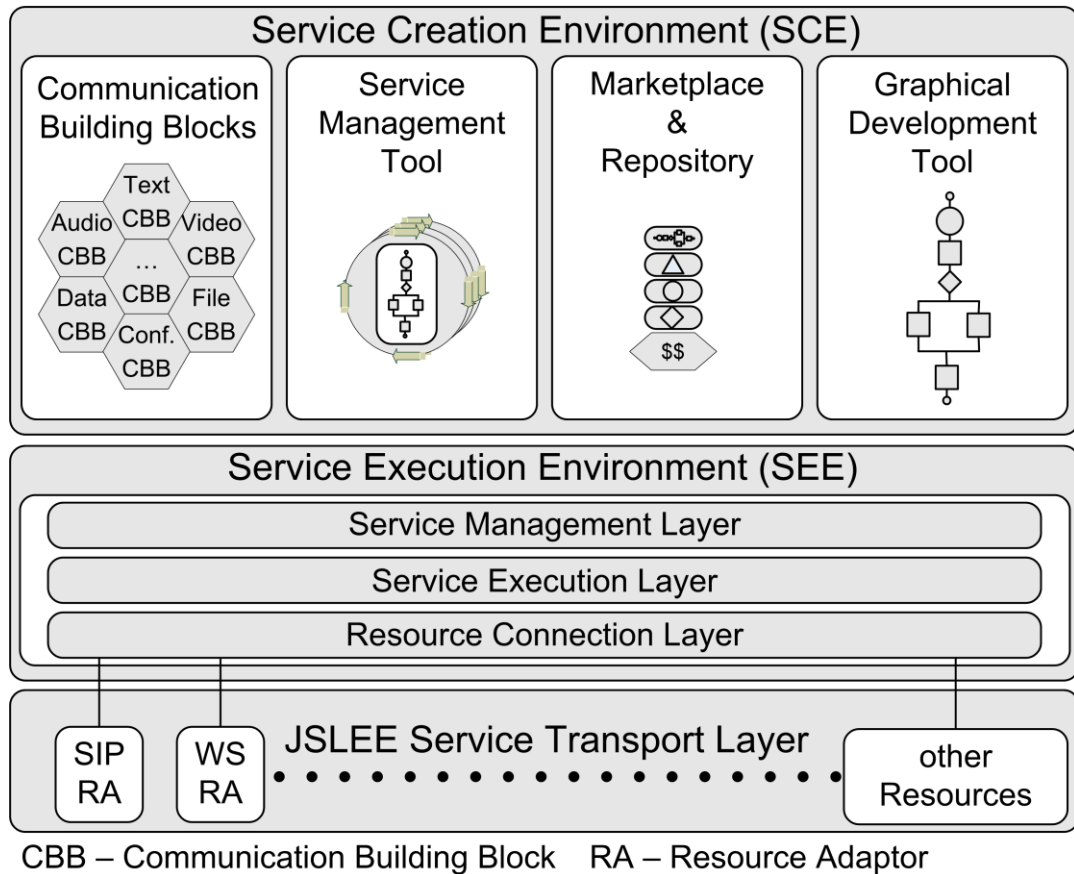 Service Creation Environment (SCE)
Communication
Building Blocks
Text
CBB
Audio
CBB
Video
CBB
...
CBB
Data
CBB
File
CBB
Conf.
CBB
Service
Management
Tool
Marketplace
&
Repository
$$
Graphical
Development
Tool
Service Execution Environment (SEE)
Service Management Layer
Service Execution Layer
Resource Connection Layer
JSLEE Service Transport Layer
SIP
RA
WS
RA
other
Resources
CBB – Communication Building Block RA – Resource Adaptor